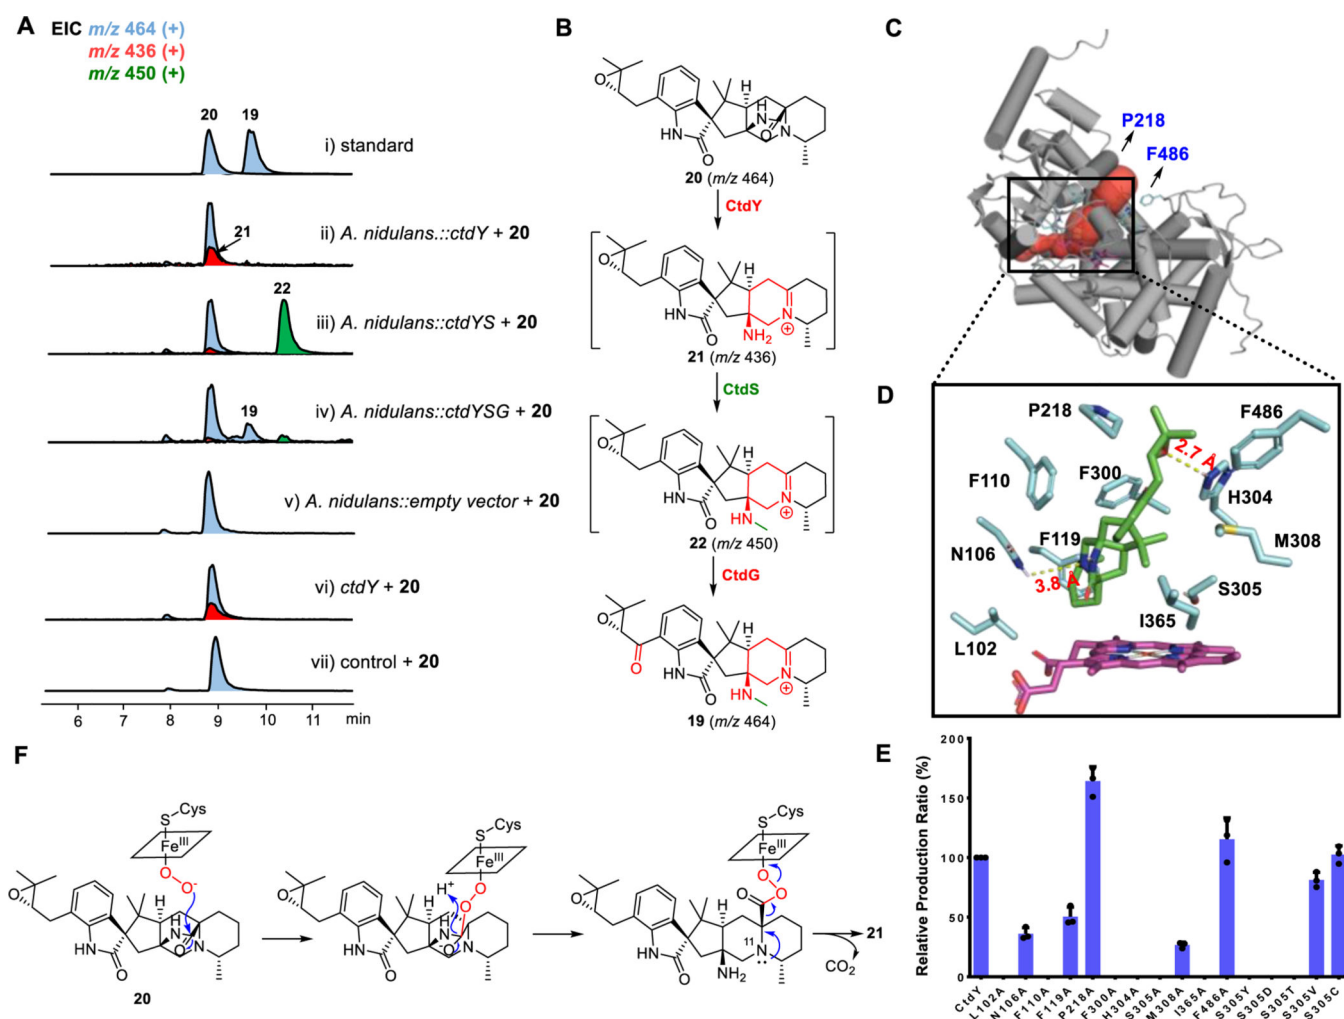 A
EIC m/z 464 (+)
m/z 436 (+)
m/z 450 (+)
20 19
i) standard
21
ii) A. nidulans.::ctdY + 20
22
iii) A. nidulans::ctdYS + 20
19
iv) A. nidulans::ctdYSG + 20
v) A. nidulans::empty vector + 20
vi) ctdY + 20
vii) control + 20
6 7 8 9 10 11 min
B
O
H
H
N
O
N
HN
O
20 (m/z 464)
CtdY
O
H
HN
O
NH2
N
⊕
21 (m/z 436)
CtdS
O
H
HN
O
HN
N
⊕
22 (m/z 450)
CtdG
O
O
H
HN
O
HN
N
⊕
19 (m/z 464)
C
P218
F486
D
P218
F486
2.7 Å
F110
F300
H304
N106
F119
M308
3.8 Å
S305
I365
L102
E
Relative Production Ratio (%)
200
150
100
50
0
CtdY
L102A
N106A
F110A
F119A
P218A
F300A
H304A
S305A
M308A
I365A
F486A
S305Y
S305D
S305T
S305V
S305C
F
S Cys
FeIII
O
O-
O
H
H
N
O
N
HN
O
20
S Cys
FeIII
O
O
H+
O
H
H
N
O
N
HN
O
S Cys
FeIII
O
O
O
H
11
N
HN
O
NH2
21
CO2